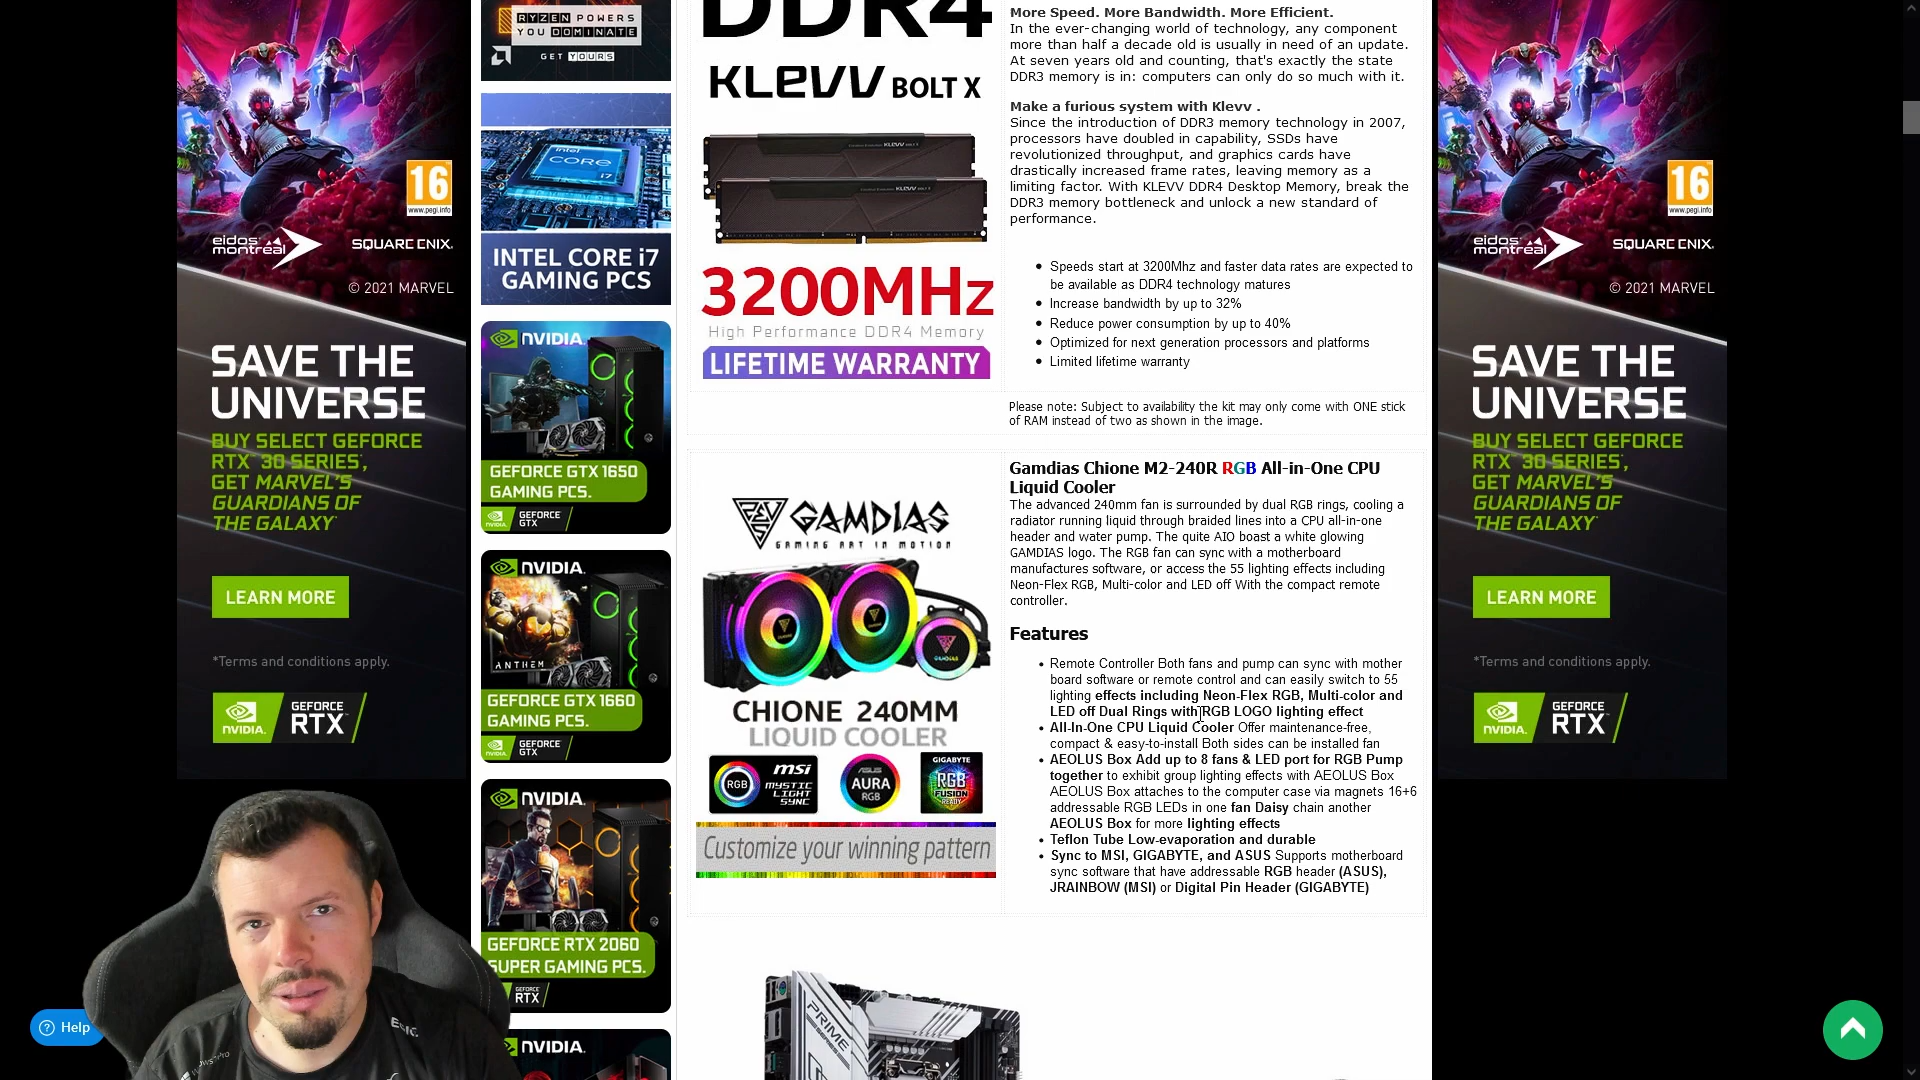 16
www.pegi.info
eidos
montréal
SQUARE ENIX.
© 2021 MARVEL
SAVE THE
UNIVERSE
BUY SELECT GEFORCE
RTX™ 30 SERIES*,
GET MARVEL'S
GUARDIANS OF
THE GALAXY*
LEARN MORE
*Terms and conditions apply.
NVIDIA.
GEFORCE
RTX
Help
RYZEN POWERS
YOU DOMINATE
GET YOURS
intel
CORE
i7
INTEL CORE i7
GAMING PCS
NVIDIA.
GEFORCE GTX 1650
GAMING PCS.
GEFORCE
GTX
NVIDIA.
ANTHEM
GEFORCE GTX 1660
GAMING PCS.
GEFORCE
GTX
NVIDIA.
GEFORCE RTX 2060
SUPER GAMING PCS.
RTX
NVIDIA.
DDR4
KLEVV BOLT X
3200MHz
High Performance DDR4 Memory
LIFETIME WARRANTY
More Speed. More Bandwidth. More Efficient.
In the ever-changing world of technology, any component
more than half a decade old is usually in need of an update.
At seven years old and counting, that's exactly the state
DDR3 memory is in: computers can only do so much with it.
Make a furious system with Klevv .
Since the introduction of DDR3 memory technology in 2007,
processors have doubled in capability, SSDs have
revolutionized throughput, and graphics cards have
drastically increased frame rates, leaving memory as a
limiting factor. With KLEVV DDR4 Desktop Memory, break the
DDR3 memory bottleneck and unlock a new standard of
performance.
Speeds start at 3200Mhz and faster data rates are expected to
be available as DDR4 technology matures
Increase bandwidth by up to 32%
Reduce power consumption by up to 40%
Optimized for next generation processors and platforms
Limited lifetime warranty
Please note: Subject to availability the kit may only come with ONE stick
of RAM instead of two as shown in the image.
GAMDIAS
GAMING ART IN MOTION
CHIONE 240MM
LIQUID COOLER
RGB
msi
MYSTIC
LIGHT
SYNC
ASUS
AURA
RGB
GIGABYTE
RGB
FUSION
READY
Customize your winning pattern
Gamdias Chione M2-240R RGB All-in-One CPU
Liquid Cooler
The advanced 240mm fan is surrounded by dual RGB rings, cooling a
radiator running liquid through braided lines into a CPU all-in-one
header and water pump. The quite AIO boast a white glowing
GAMDIAS logo. The RGB fan can sync with a motherboard
manufactures software, or access the 55 lighting effects including
Neon-Flex RGB, Multi-color and LED off With the compact remote
controller.
Features
Remote Controller Both fans and pump can sync with mother
board software or remote control and can easily switch to 55
lighting effects including Neon-Flex RGB, Multi-color and
LED off Dual Rings with RGB LOGO lighting effect
All-In-One CPU Liquid Cooler Offer maintenance-free,
compact & easy-to-install Both sides can be installed fan
AEOLUS Box Add up to 8 fans & LED port for RGB Pump
together to exhibit group lighting effects with AEOLUS Box
AEOLUS Box attaches to the computer case via magnets 16+6
addressable RGB LEDs in one fan Daisy chain another
AEOLUS Box for more lighting effects
Teflon Tube Low-evaporation and durable
Sync to MSI, GIGABYTE, and ASUS Supports motherboard
sync software that have addressable RGB header (ASUS),
JRAINBOW (MSI) or Digital Pin Header (GIGABYTE)
PRIME
16
www.pegi.info
eidos
montréal
SQUARE ENIX.
© 2021 MARVEL
SAVE THE
UNIVERSE
BUY SELECT GEFORCE
RTX™ 30 SERIES*,
GET MARVEL'S
GUARDIANS OF
THE GALAXY*
LEARN MORE
*Terms and conditions apply.
NVIDIA.
GEFORCE
RTX